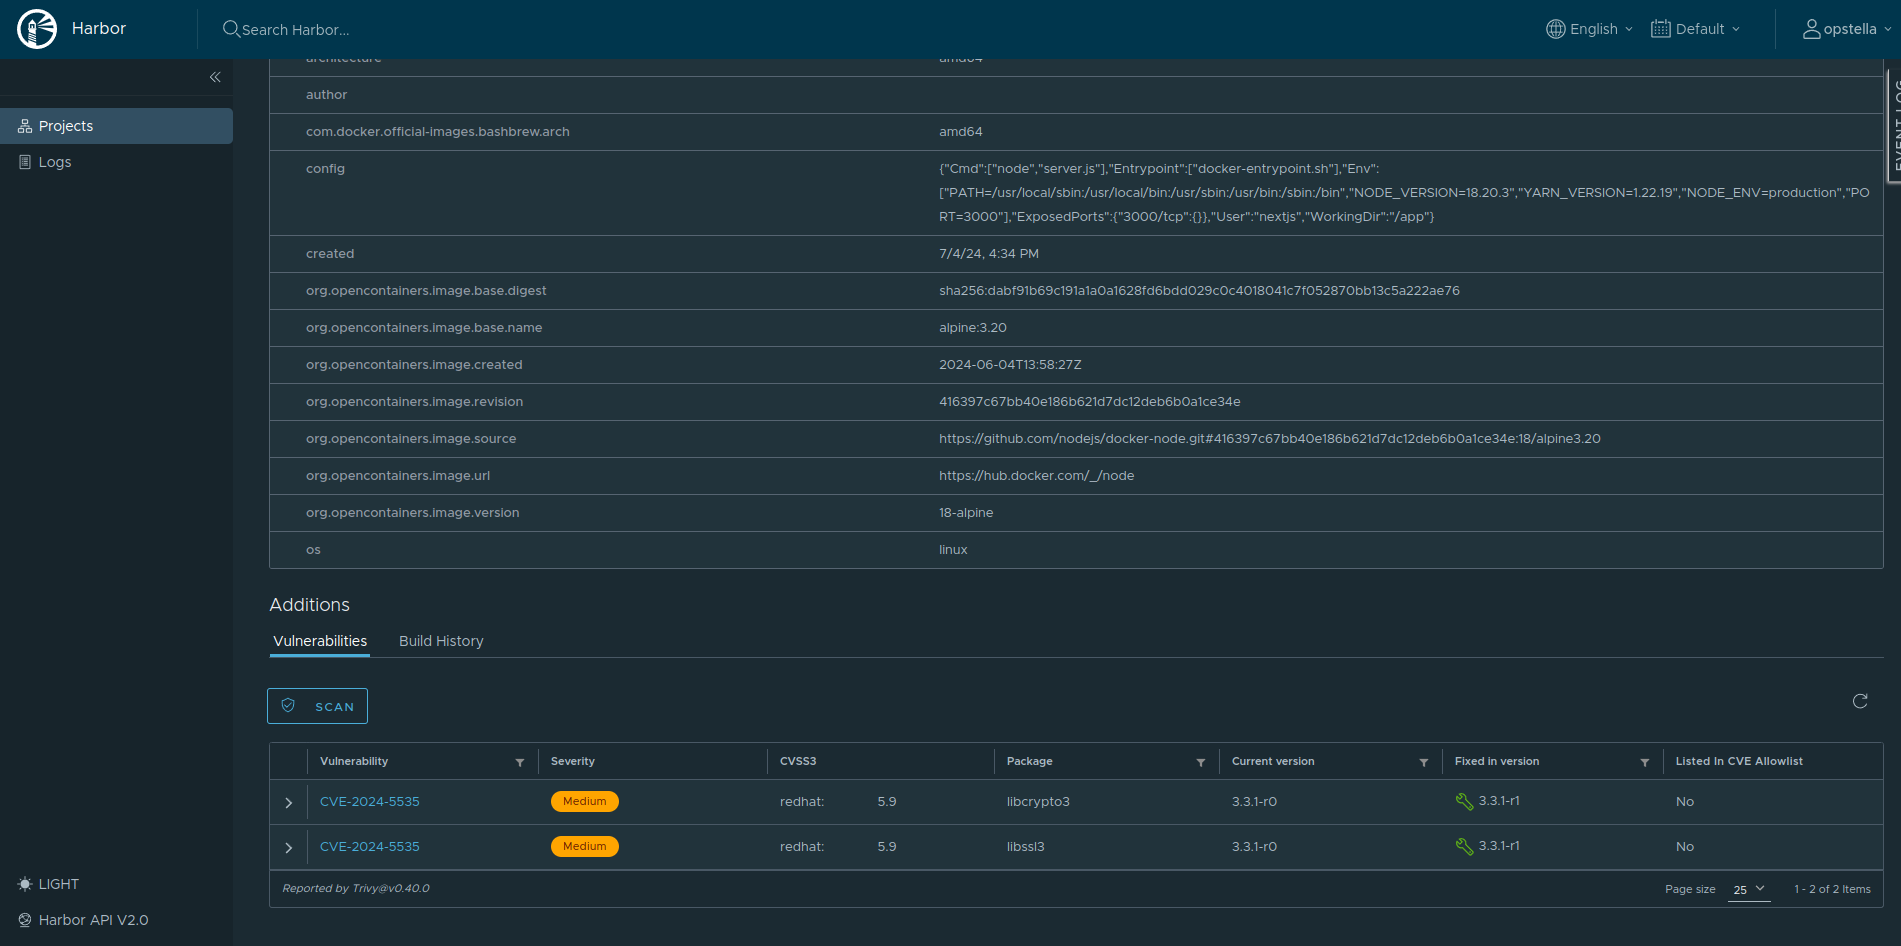 Harbor
Search Harbor...
English
Default
opstella
EVENT LOG
Projects
Logs
LIGHT
Harbor API V2.0
architecture amd64
author
com.docker.official-images.bashbrew.arch amd64
config {"Cmd":["node","server.js"],"Entrypoint":["docker-entrypoint.sh"],"Env":
["PATH=/usr/local/sbin:/usr/local/bin:/usr/sbin:/usr/bin:/sbin:/bin","NODE_VERSION=18.20.3","YARN_VERSION=1.22.19","NODE_ENV=production","PO
RT=3000"],"ExposedPorts":{"3000/tcp":{}},"User":"nextjs","WorkingDir":"/app"}
created 7/4/24, 4:34 PM
org.opencontainers.image.base.digest sha256:dabf91b69c191a1a0a1628fd6bdd029c0c4018041c7f052870bb13c5a222ae76
org.opencontainers.image.base.name alpine:3.20
org.opencontainers.image.created 2024-06-04T13:58:27Z
org.opencontainers.image.revision 416397c67bb40e186b621d7dc12deb6b0a1ce34e
org.opencontainers.image.source https://github.com/nodejs/docker-node.git#416397c67bb40e186b621d7dc12deb6b0a1ce34e:18/alpine3.20
org.opencontainers.image.url https://hub.docker.com/_/node
org.opencontainers.image.version 18-alpine
os linux
Additions
Vulnerabilities Build History
SCAN
Vulnerability Severity CVSS3 Package Current version Fixed in version Listed In CVE Allowlist
CVE-2024-5535 Medium redhat: 5.9 libcrypto3 3.3.1-r0 3.3.1-r1 No
CVE-2024-5535 Medium redhat: 5.9 libssl3 3.3.1-r0 3.3.1-r1 No
Reported by Trivy@v0.40.0 Page size 25 1 - 2 of 2 Items